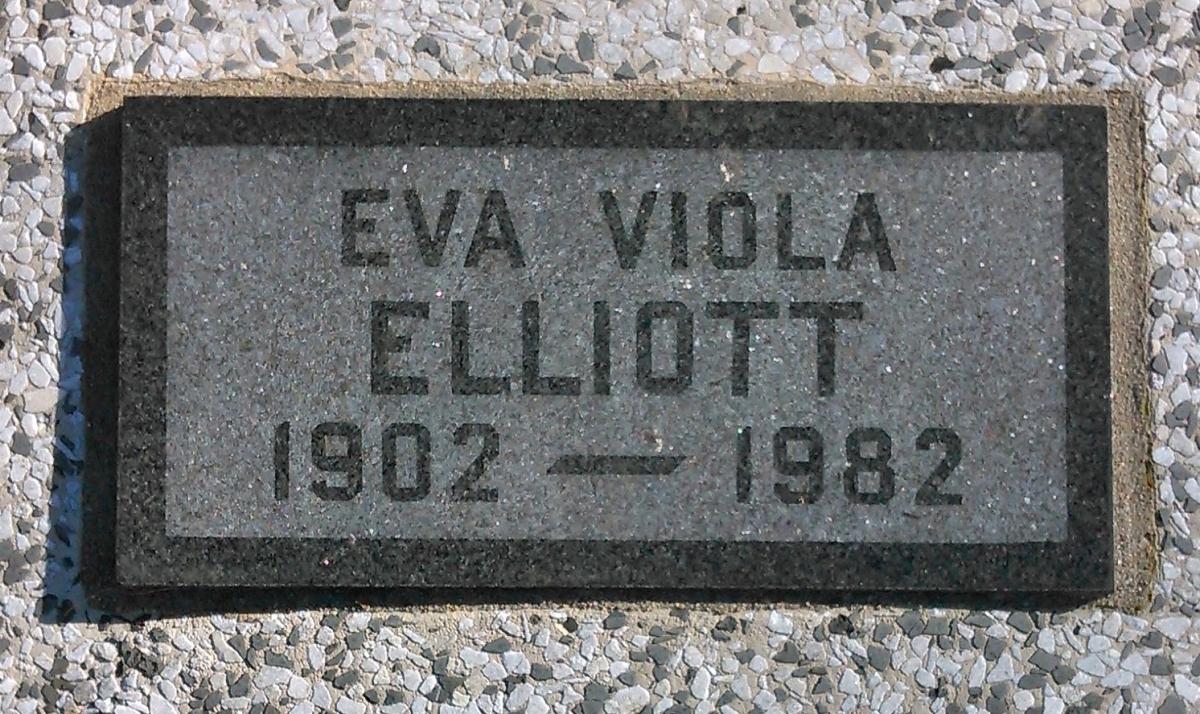 EVA VIOLA
ELLIOTT
1902 — 1982